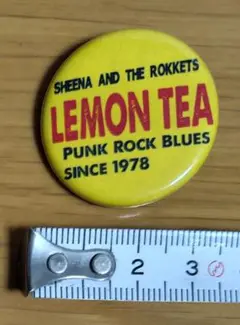 SHEENA AND THE ROKKETS
LEMON TEA
PUNK ROCK BLUES
SINCE 1978
2 3